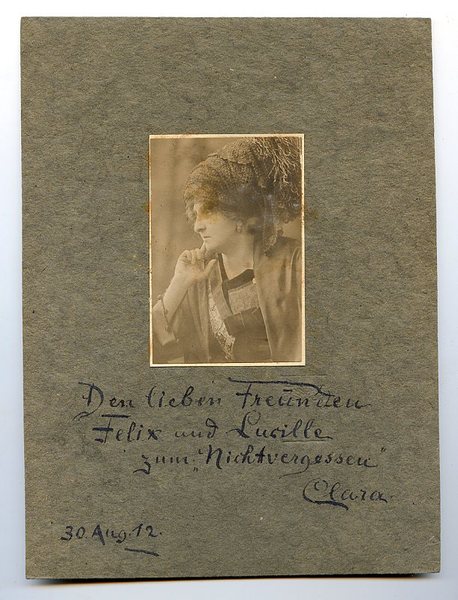 Den lieben Freunden
Felix und Lucille
zum "Nichtvergessen"
Clara.
30. Aug. 12.